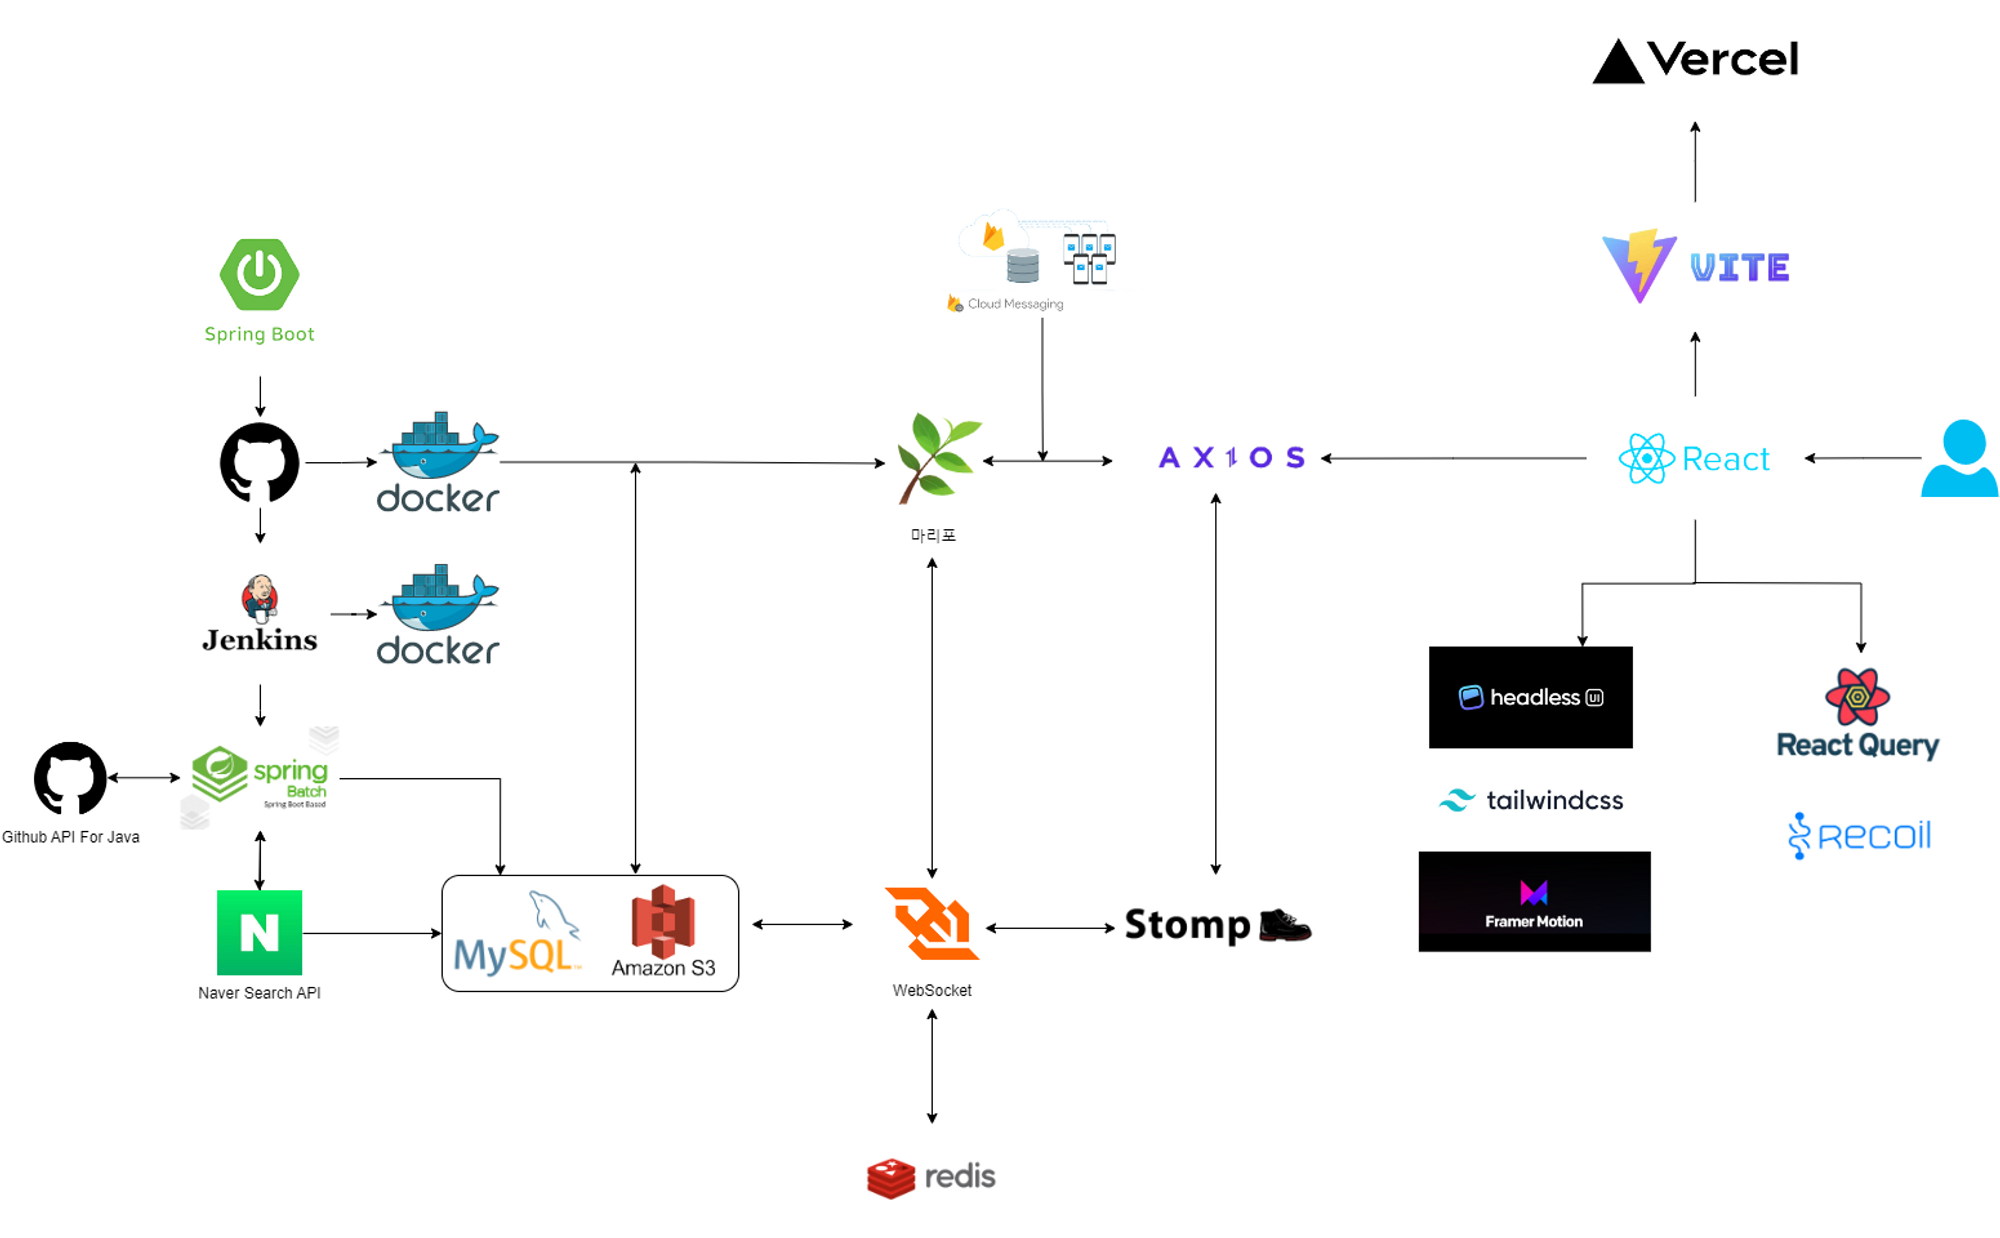 Vercel
VITE
Cloud Messaging
Spring Boot
docker
마리포
AXIOS
React
Jenkins
docker
headless UI
React Query
spring
Batch
Spring Boot Based
Github API For Java
tailwindcss
Recoil
N
Naver Search API
MySQL
Amazon S3
WebSocket
Stomp
Framer Motion
redis